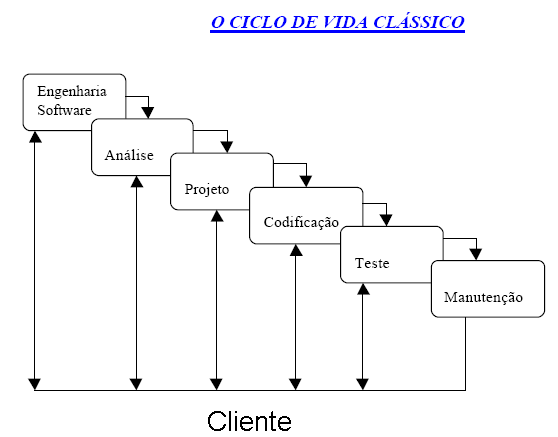 O CICLO DE VIDA CLÁSSICO
Engenharia
Software
Análise
Projeto
Codificação
Teste
Manutenção
Cliente